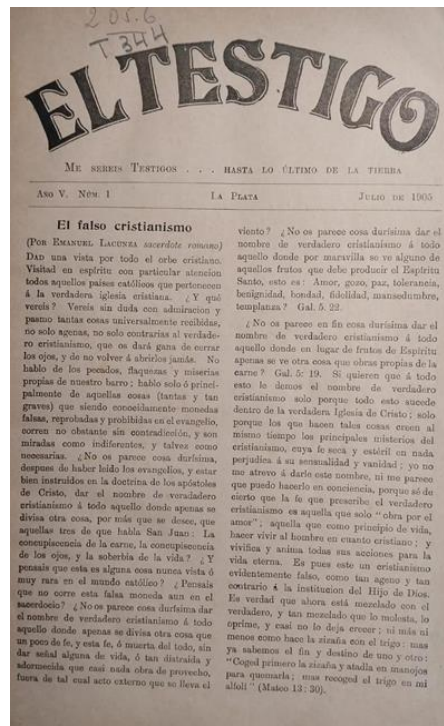 205.6
T344
EL TESTIGO
ME SEREIS TESTIGOS . . . HASTA LO ÚLTIMO DE LA TIERRA
AÑO V. NÚM. 1 LA PLATA JULIO DE 1905
El falso cristianismo
(POR EMANUEL LACUNZA sacerdote romano)
DAD una vista por todo el orbe cristiano.
Visitad en espíritu con particular atencion
todos aquellos paises católicos que pertenecen
á la verdadera iglesia cristiana. ¿Y qué
vereis? Vereis sin duda con admiracion y
pasmo tantas cosas universalmente recibidas,
no solo agenas, no solo contrarias al verdade-
ro cristianismo, que os dará gana de cerrar
los ojos, y de no volver á abrirlos jamás. No
hablo de los pecados, flaquezas y miserias
propias de nuestro barro; hablo solo ó princi-
palmente de aquellas cosas (tantas y tan
graves) que siendo conocidamente monedas
falsas, reprobadas y prohibidas en el evangelio,
corren no obstante sin contradicción, y son
miradas como indiferentes, y talvez como
necesarias. ¿No os parece cosa durísima,
despues de haber leido los evangelios, y estar
bien instruidos en la doctrina de los apóstoles
de Cristo, dar el nombre de veradadero
cristianismo á todo aquello donde apenas se
divisa otra cosa, por más que se desee, que
aquellas tres de que habla San Juan: La
concupiscencia de la carne, la concupiscencia
de los ojos, y la soberbia de la vida? ¿Y
pensais que esta es alguna cosa nunca vista ó
muy rara en el mundo católico? ¿Pensais
que no corre esta falsa moneda aun en el
sacerdocio? ¿No os parece cosa durísima dar
el nombre de verdadero cristianismo á todo
aquello donde apenas se divisa otra cosa que
un poco de fe, y esta fe, ó muerta del todo, sin
dar señal alguna de vida, ó tan distraida y
adormecida que casi nada obra de provecho,
fuera de tal cual acto externo que se lleva el
viento? ¿No os parece cosa durísima dar el
nombre de verdadero cristianismo á todo
aquello donde por maravilla se ve alguno de
aquellos frutos que debe producir el Espíritu
Santo, esto es: Amor, gozo, paz, tolerancia,
benignidad, bondad, fidelidad, mansedumbre,
templanza? Gal. 5. 22.
¿No os parece en fin cosa durísima dar el
nombre de verdadero cristianismo á todo
aquello donde en lugar de frutos de Espíritu
apenas se ve otra cosa que obras propias de la
carne? Gal. 5: 19. Si quieren que á todo
esto le demos el nombre de verdadero
cristianismo solo porque todo esto sucede
dentro de la verdadera Iglesia de Cristo; solo
porque los que hacen tales cosas creen al
mismo tiempo los principales misterios del
cristianismo, cuya fe seca y estéril en nada
perjudica á su sensualidad y vanidad; yo no
me atrevo á darle este nombre, ni me parece
que puedo hacerlo en conciencia, porque sé de
cierto que la fe que prescribe el verdadero
cristianismo es aquella que solo "obra por el
amor"; aquella que como principio de vida,
hace vivir al hombre en cuanto cristiano; y
vivifica y anima todas sus acciones para la
vida eterna. Es pues este un cristianismo
evidentemente falso, como tan ageno y tan
contrario á la institucion del Hijo de Dios.
Es verdad que ahora está mezclado con el
verdadero, y tan mezclado que lo molesta, lo
oprime, y casi no lo deja crecer; ni más ni
menos como hace la zizaña con el trigo: mas
ya sabemos el fin y destino de uno y otro:
"Coged primero la zizaña y atadla en manojos
para quemarla; mas recoged el trigo en mi
alfolí" (Mateo 13: 30).